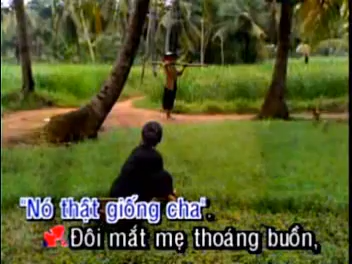 "Nó thật giống cha".
Đôi mắt mẹ thoáng buồn,